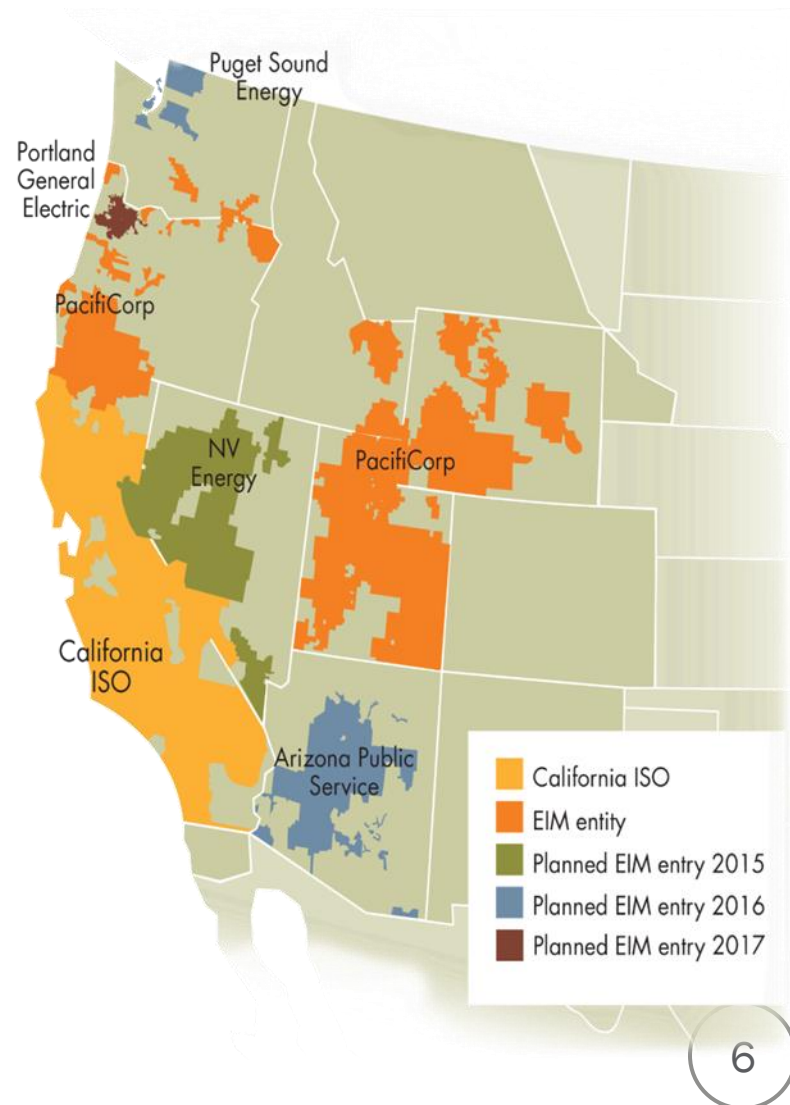 Puget Sound
Energy
Portland
General
Electric
PacifiCorp
NV
Energy
PacifiCorp
California
ISO
Arizona Public
Service
California ISO
EIM entity
Planned EIM entry 2015
Planned EIM entry 2016
Planned EIM entry 2017
6